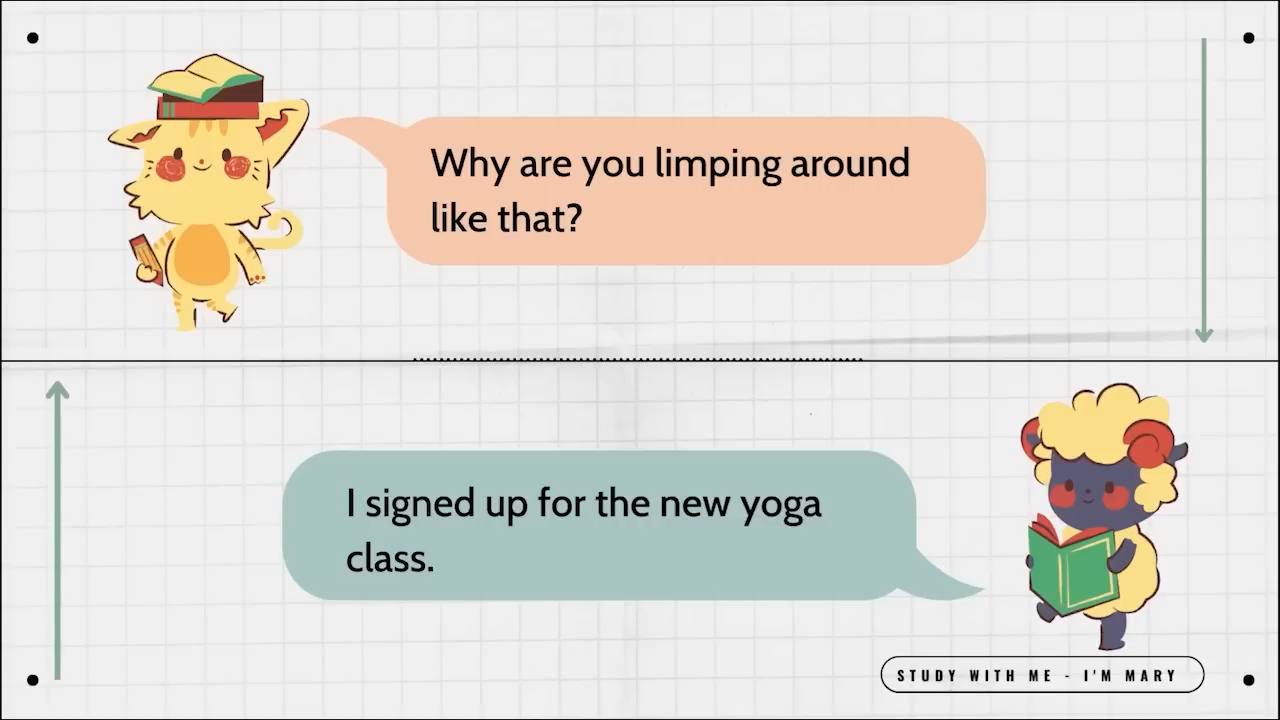 Why are you limping around
like that?
I signed up for the new yoga
class.
STUDY WITH ME - I'M MARY